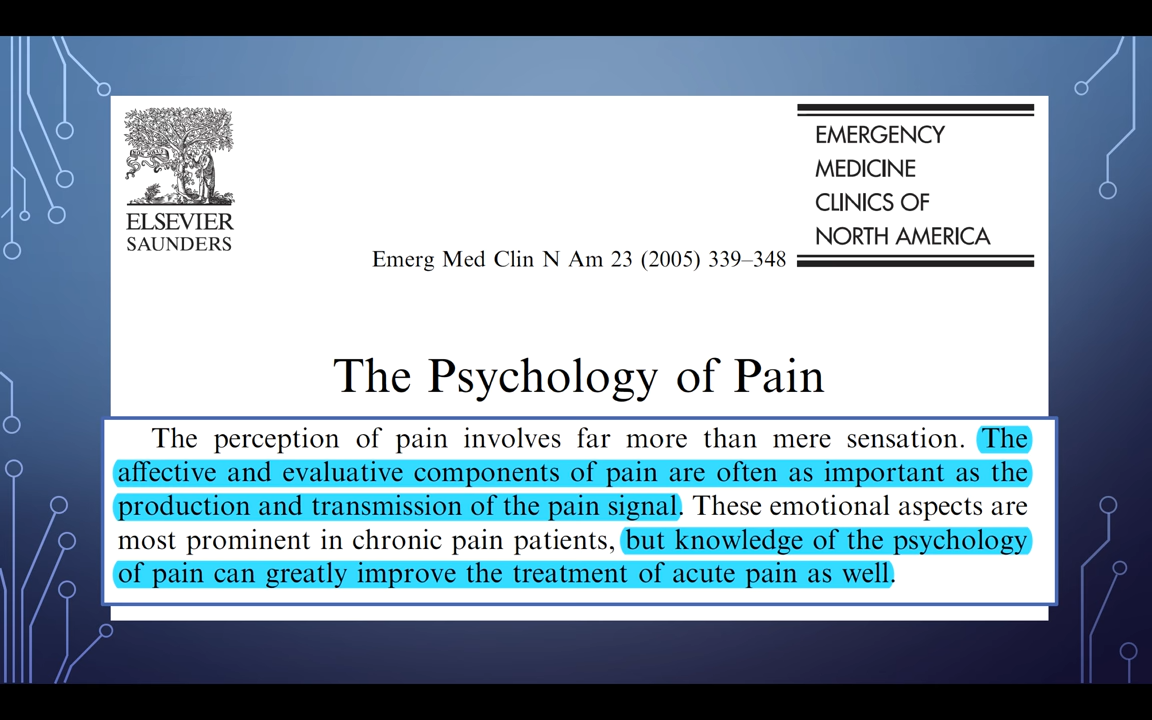 ELSEVIER
SAUNDERS
EMERGENCY
MEDICINE
CLINICS OF
NORTH AMERICA
Emerg Med Clin N Am 23 (2005) 339–348
The Psychology of Pain
The perception of pain involves far more than mere sensation. The
affective and evaluative components of pain are often as important as the
production and transmission of the pain signal. These emotional aspects are
most prominent in chronic pain patients, but knowledge of the psychology
of pain can greatly improve the treatment of acute pain as well.